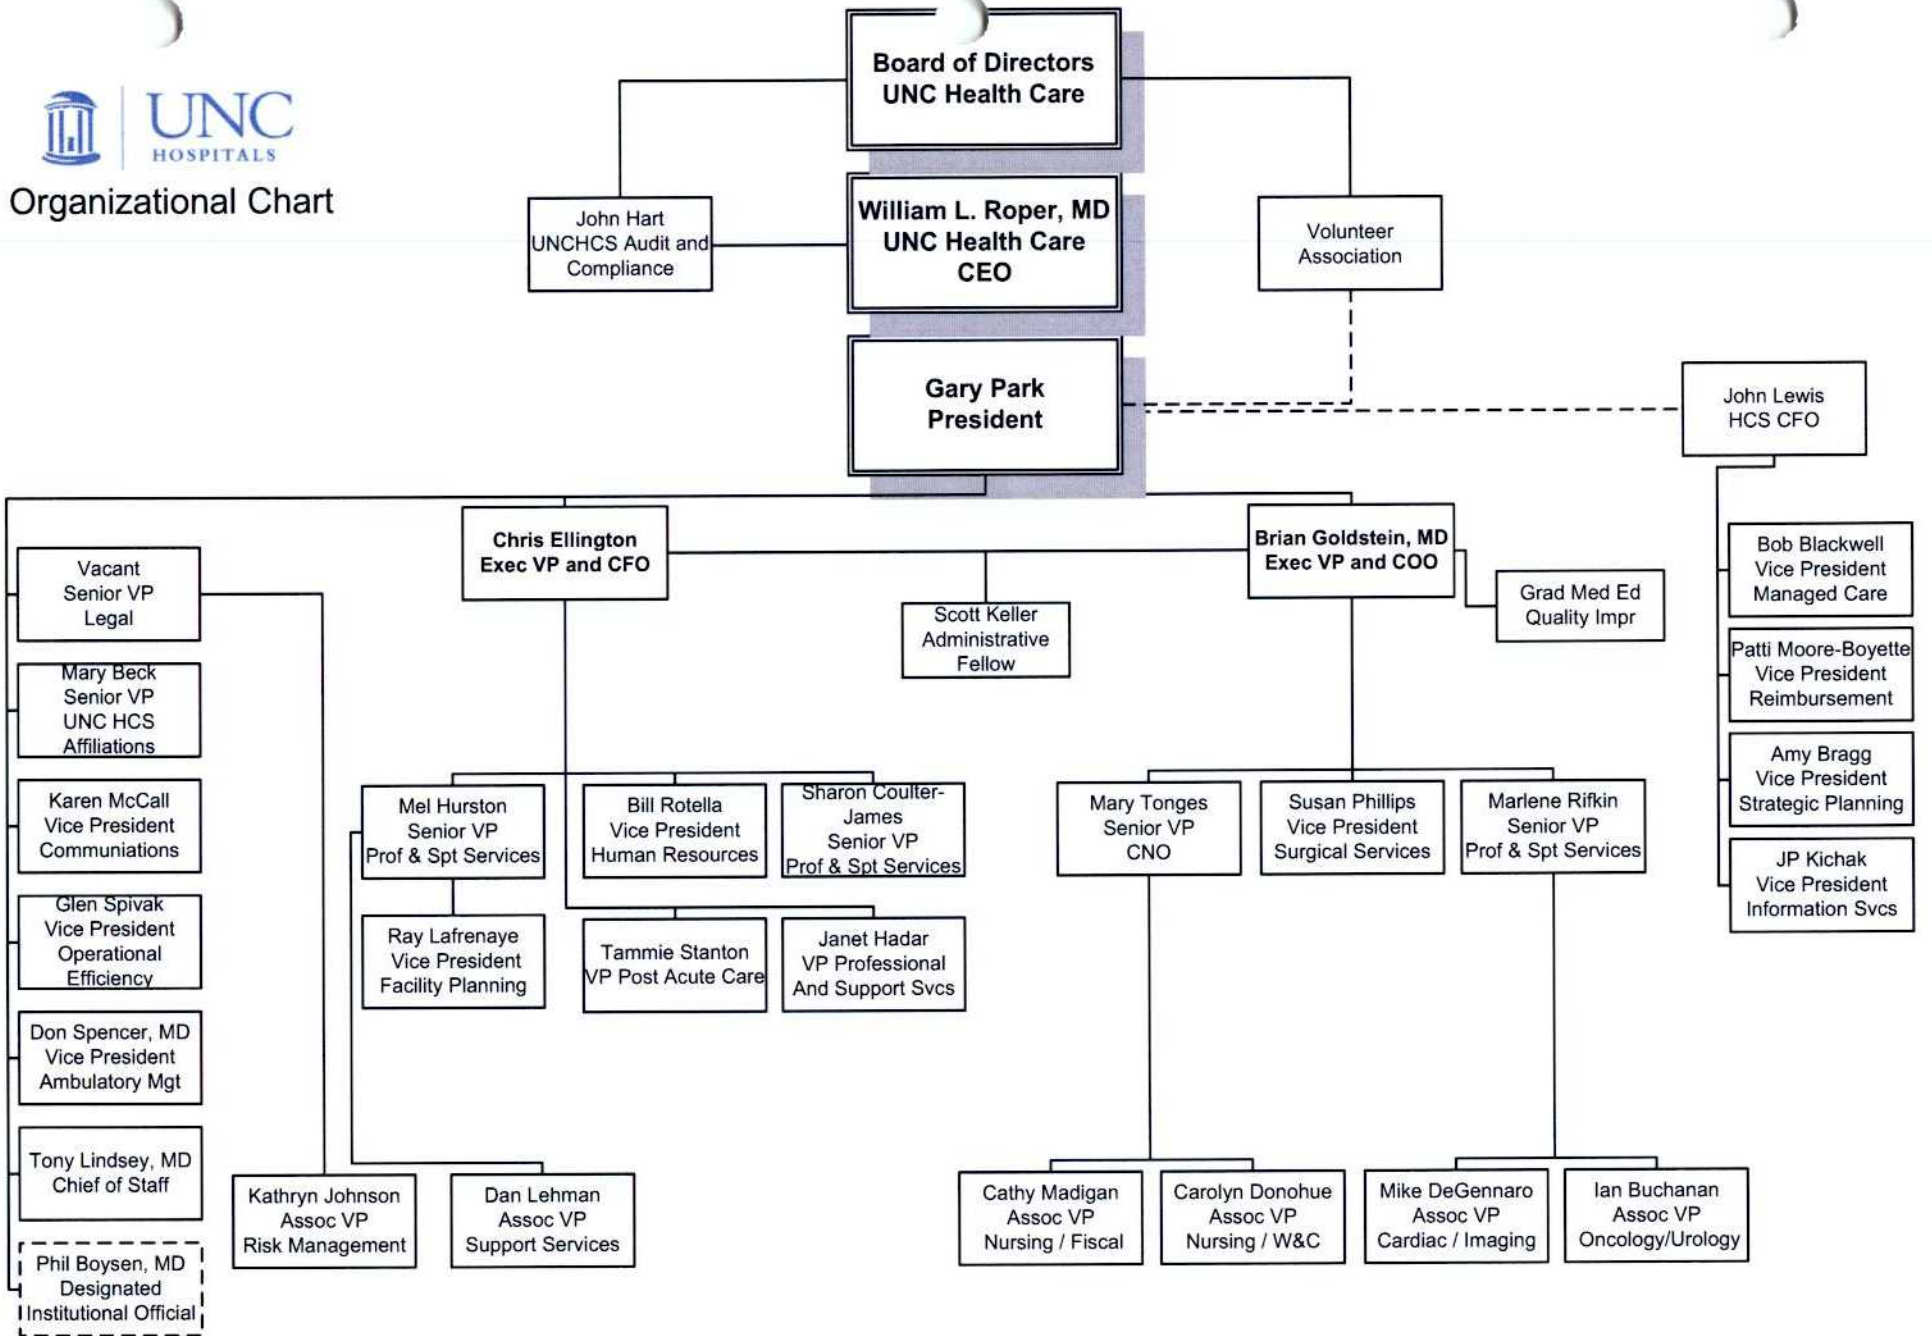 Board of Directors
UNC Health Care
UNC
HOSPITALS
Organizational Chart
John Hart
UNCHCS Audit and
Compliance
William L. Roper, MD
UNC Health Care
CEO
Volunteer
Association
Gary Park
President
John Lewis
HCS CFO
Chris Ellington
Exec VP and CFO
Brian Goldstein, MD
Exec VP and COO
Scott Keller
Administrative
Fellow
Grad Med Ed
Quality Impr
Vacant
Senior VP
Legal
Mary Beck
Senior VP
UNC HCS
Affiliations
Karen McCall
Vice President
Communiations
Glen Spivak
Vice President
Operational
Efficiency
Don Spencer, MD
Vice President
Ambulatory Mgt
Tony Lindsey, MD
Chief of Staff
Phil Boysen, MD
Designated
Institutional Official
Mel Hurston
Senior VP
Prof & Spt Services
Bill Rotella
Vice President
Human Resources
Sharon Coulter-
James
Senior VP
Prof & Spt Services
Ray Lafrenaye
Vice President
Facility Planning
Tammie Stanton
VP Post Acute Care
Janet Hadar
VP Professional
And Support Svcs
Mary Tonges
Senior VP
CNO
Susan Phillips
Vice President
Surgical Services
Marlene Rifkin
Senior VP
Prof & Spt Services
Bob Blackwell
Vice President
Managed Care
Patti Moore-Boyette
Vice President
Reimbursement
Amy Bragg
Vice President
Strategic Planning
JP Kichak
Vice President
Information Svcs
Kathryn Johnson
Assoc VP
Risk Management
Dan Lehman
Assoc VP
Support Services
Cathy Madigan
Assoc VP
Nursing / Fiscal
Carolyn Donohue
Assoc VP
Nursing / W&C
Mike DeGennaro
Assoc VP
Cardiac / Imaging
Ian Buchanan
Assoc VP
Oncology/Urology